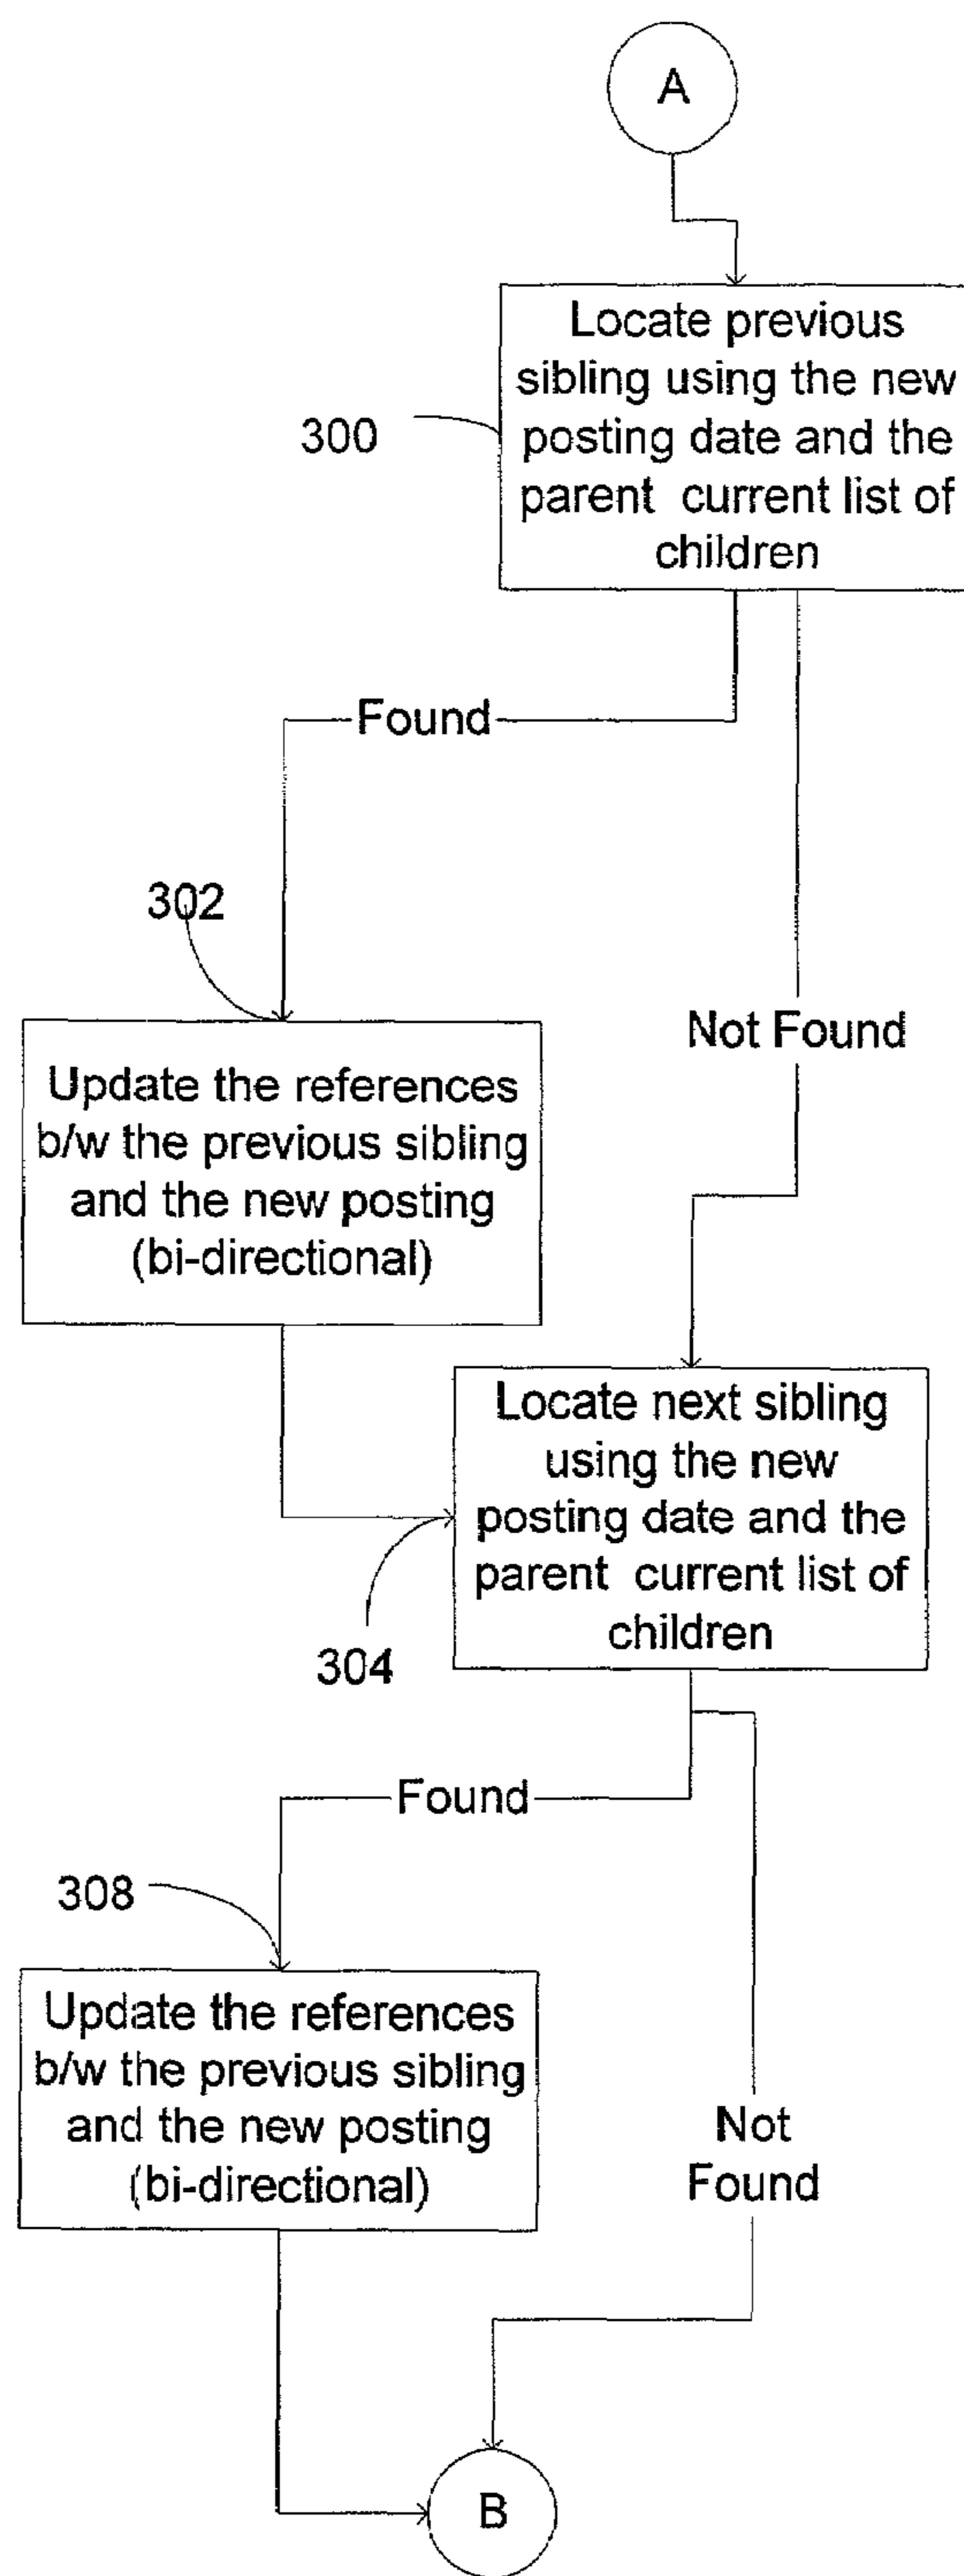 A
Locate previous
sibling using the new
posting date and the
parent current list of
children
300
Found
302
Not Found
Update the references
b/w the previous sibling
and the new posting
(bi-directional)
Locate next sibling
using the new
posting date and the
parent current list of
children
304
Found
308
Update the references
b/w the previous sibling
and the new posting
(bi-directional)
Not
Found
B